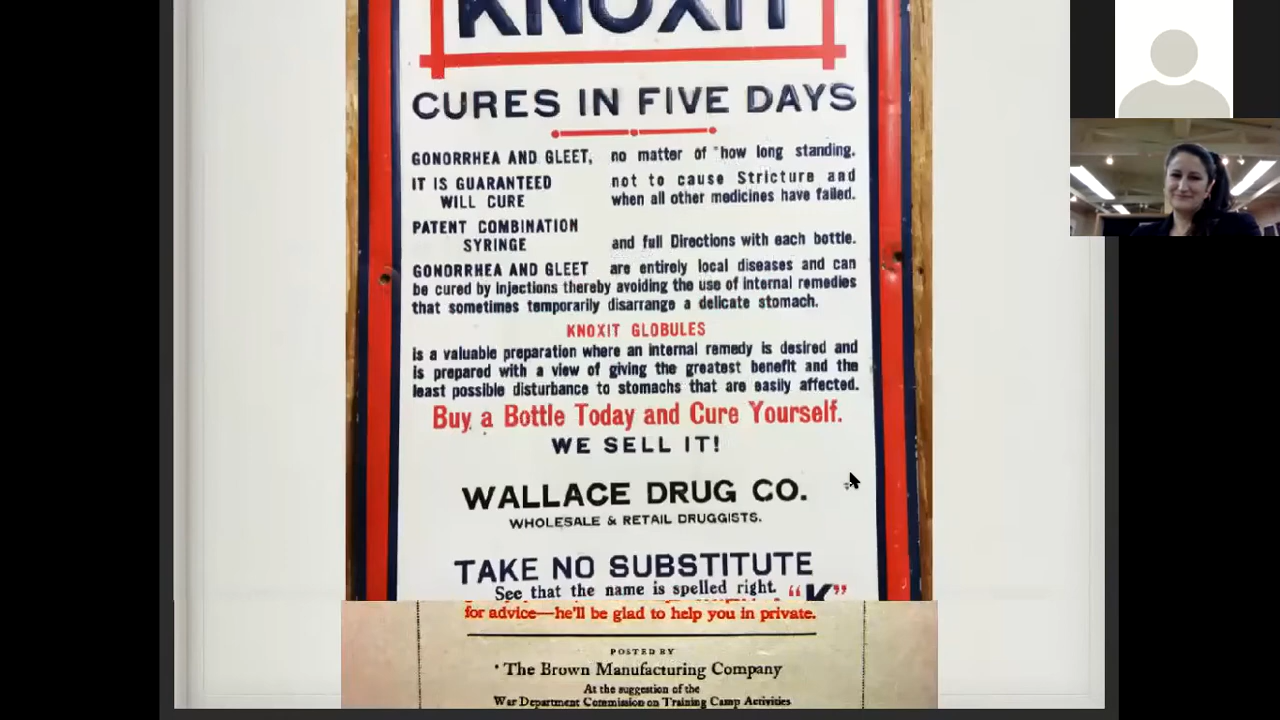 KNOXIT
CURES IN FIVE DAYS
GONORRHEA AND GLEET, no matter of how long standing.
IT IS GUARANTEED WILL CURE not to cause Stricture and when all other medicines have failed.
PATENT COMBINATION SYRINGE and full Directions with each bottle.
GONORRHEA AND GLEET are entirely local diseases and can
be cured by injections thereby avoiding the use of internal remedies
that sometimes temporarily disarrange a delicate stomach.
KNOXIT GLOBULES
is a valuable preparation where an internal remedy is desired and
is prepared with a view of giving the greatest benefit and the
least possible disturbance to stomachs that are easily affected.
Buy a Bottle Today and Cure Yourself.
WE SELL IT!
WALLACE DRUG CO.
WHOLESALE & RETAIL DRUGGISTS.
TAKE NO SUBSTITUTE
See that the name is spelled right. "K"
for advice—he'll be glad to help you in private.
POSTED BY
The Brown Manufacturing Company
At the suggestion of the
War Department Commission on Training Camp Activities